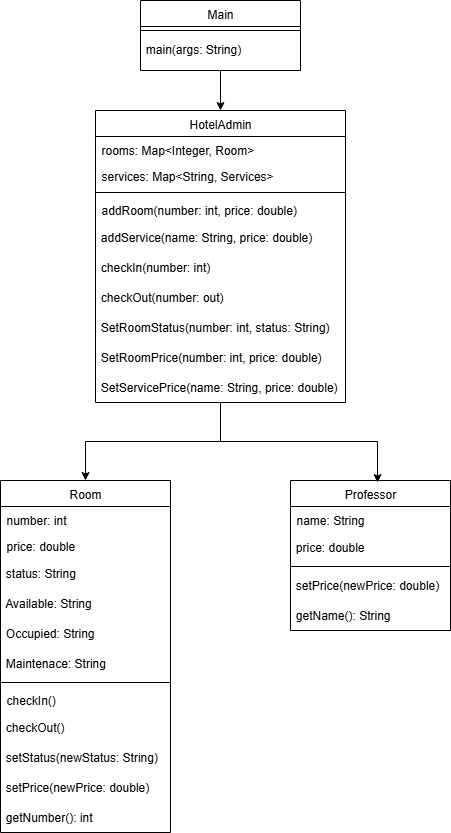 Main
main(args: String)
HotelAdmin
rooms: Map<Integer, Room>
services: Map<String, Services>
addRoom(number: int, price: double)
addService(name: String, price: double)
checkIn(number: int)
checkOut(number: out)
SetRoomStatus(number: int, status: String)
SetRoomPrice(number: int, price: double)
SetServicePrice(name: String, price: double)
Room
number: int
price: double
status: String
Available: String
Occupied: String
Maintenace: String
checkIn()
checkOut()
setStatus(newStatus: String)
setPrice(newPrice: double)
getNumber(): int
Professor
name: String
price: double
setPrice(newPrice: double)
getName(): String